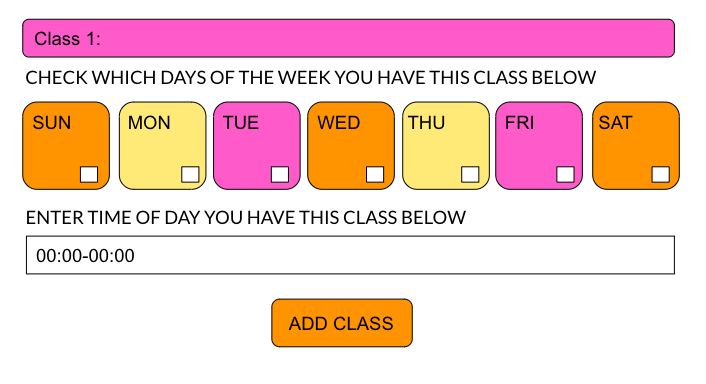 Class 1:
CHECK WHICH DAYS OF THE WEEK YOU HAVE THIS CLASS BELOW
SUN MON TUE WED THU FRI SAT
ENTER TIME OF DAY YOU HAVE THIS CLASS BELOW
00:00-00:00
ADD CLASS